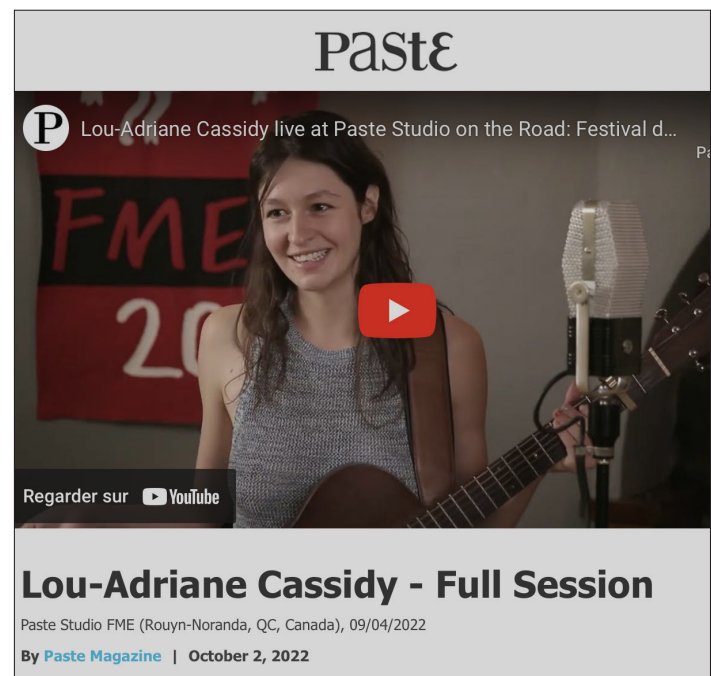 Paste
P Lou-Adriane Cassidy live at Paste Studio on the Road: Festival d...
Pa
FME
20
Regarder sur YouTube
Lou-Adriane Cassidy - Full Session
Paste Studio FME (Rouyn-Noranda, QC, Canada), 09/04/2022
By Paste Magazine | October 2, 2022